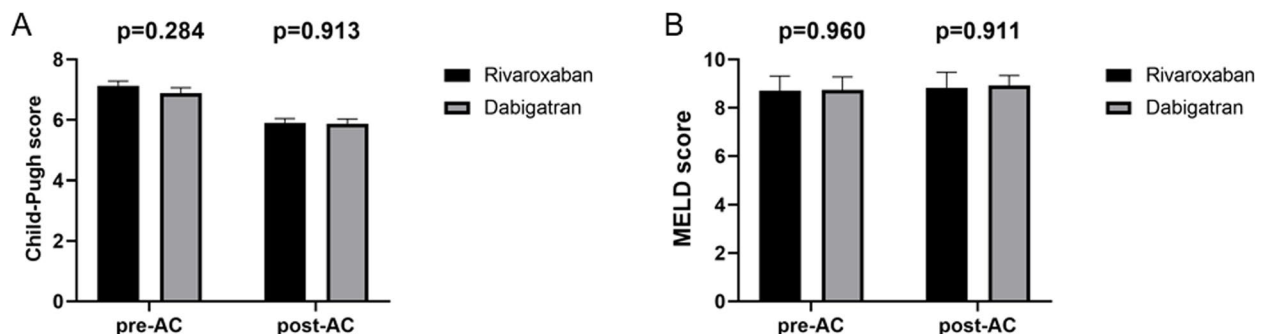 A
p=0.284 p=0.913
Child-Pugh score
8
6
4
2
0
pre-AC post-AC
Rivaroxaban
Dabigatran
B
p=0.960 p=0.911
MELD score
10
8
6
4
2
0
pre-AC post-AC
Rivaroxaban
Dabigatran